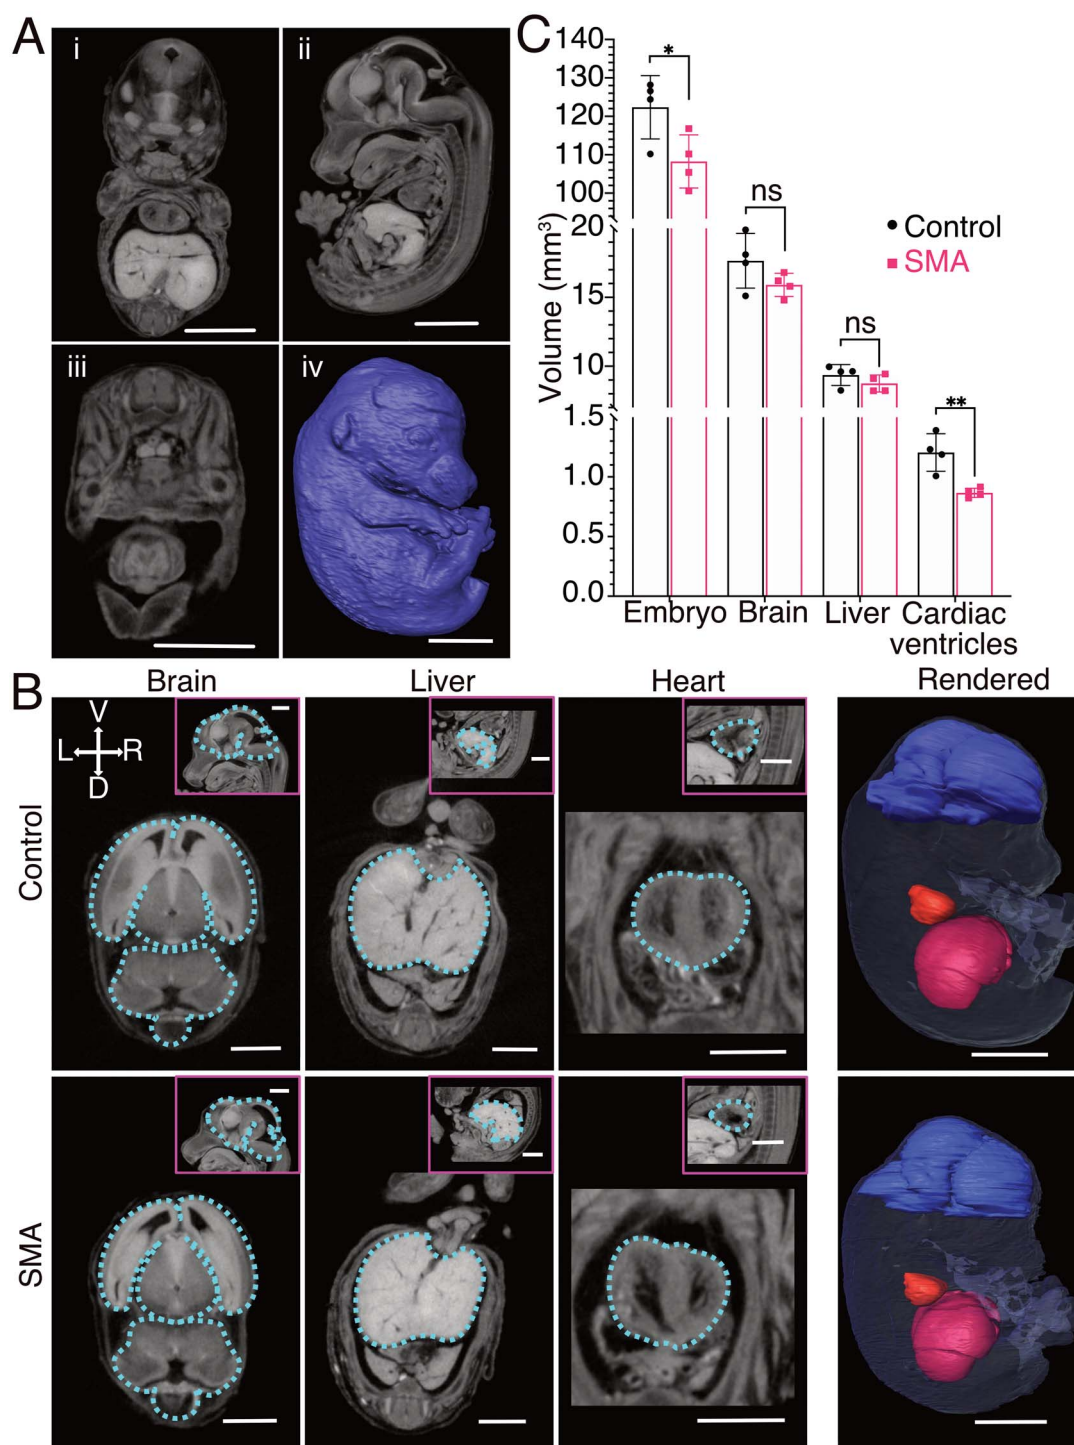 A
i
ii
iii
iv
C
Volume (mm³)
140
130
120
110
100
20
15
10
1.5
1.0
0.5
0.0
*
ns
ns
**
Control
SMA
Embryo
Brain
Liver
Cardiac
ventricles
B
Brain
Liver
Heart
Rendered
V
L
R
D
Control
SMA